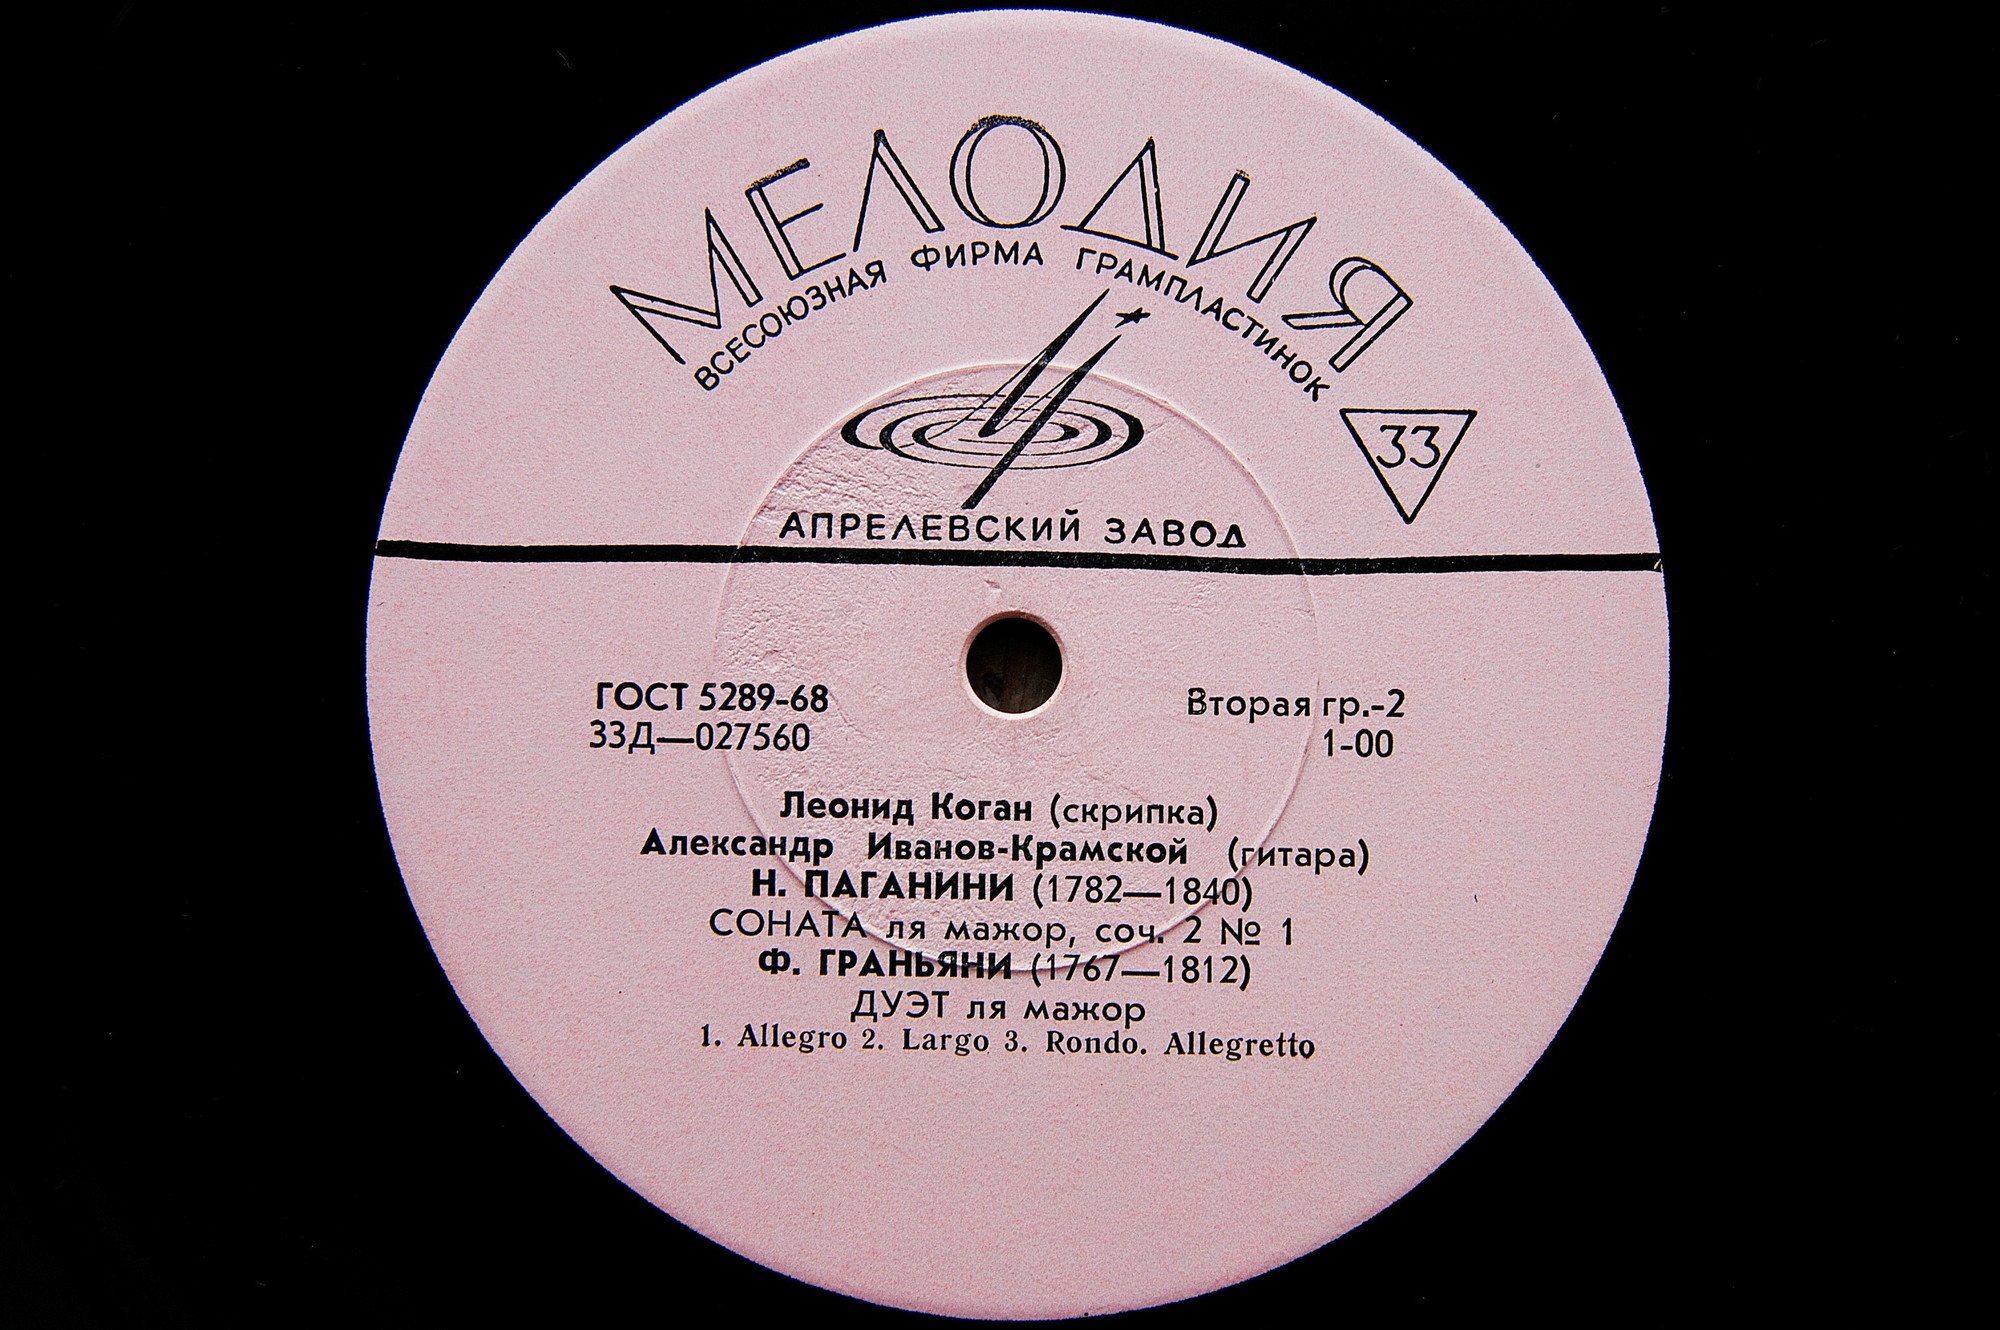 МЕЛОДИЯ
ВСЕСОЮЗНАЯ ФИРМА ГРАМПЛАСТИНОК
33
АПРЕЛЕВСКИЙ ЗАВОД
ГОСТ 5289-68
33Д—027560
Вторая гр.-2
1-00
Леонид Коган (скрипка)
Александр Иванов-Крамской (гитара)
Н. ПАГАНИНИ (1782—1840)
СОНАТА ля мажор, соч. 2 № 1
Ф. ГРАНЬЯНИ (1767—1812)
ДУЭТ ля мажор
1. Allegro 2. Largo 3. Rondo. Allegretto